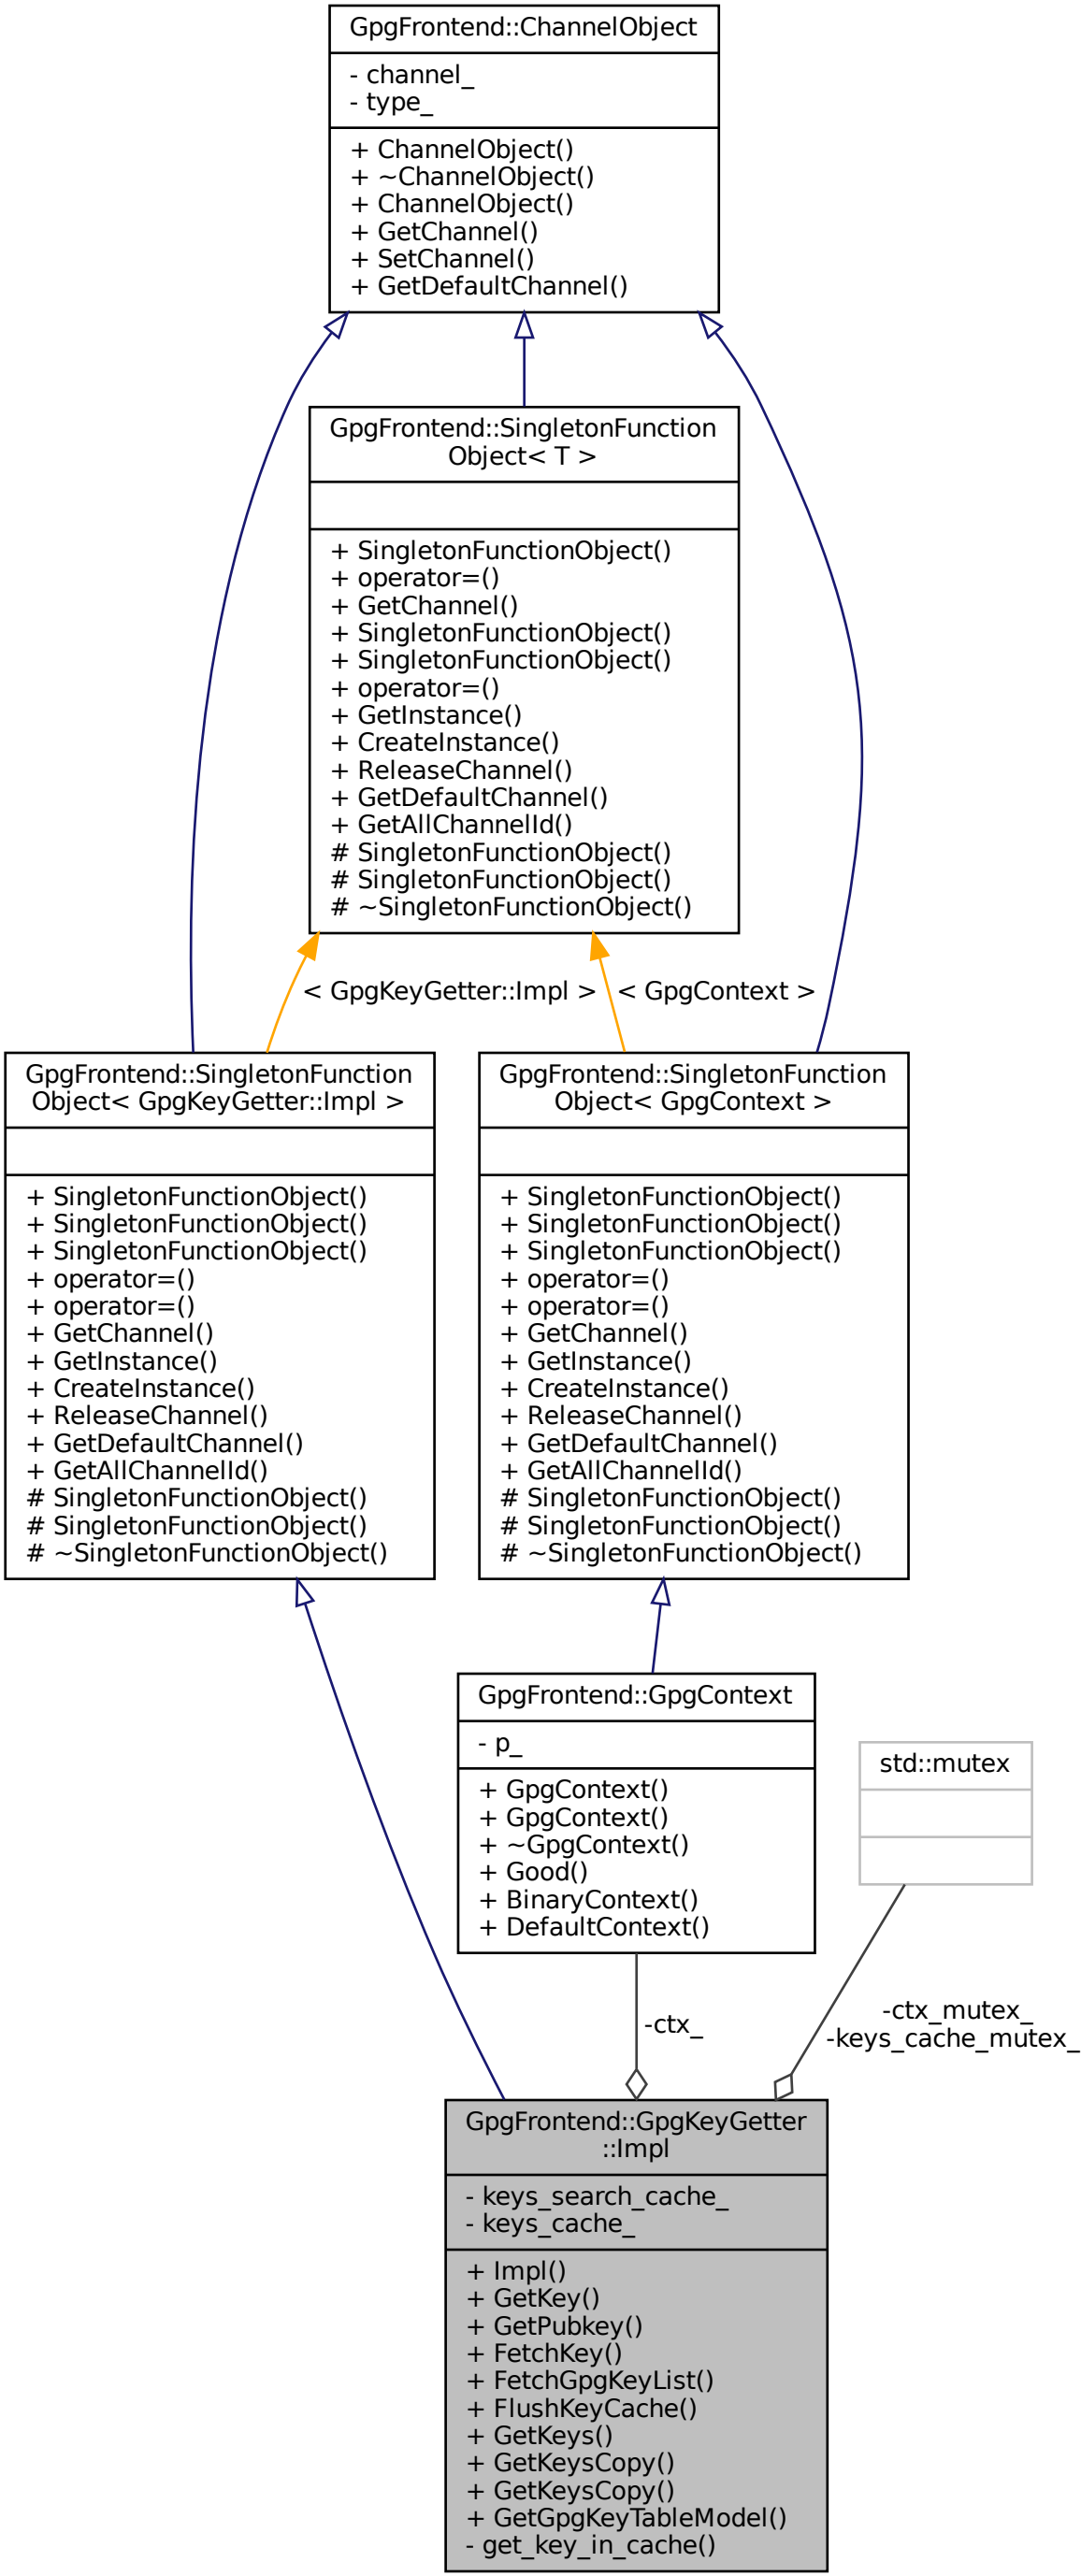 GpgFrontend::ChannelObject
- channel_
- type_
+ ChannelObject()
+ ~ChannelObject()
+ ChannelObject()
+ GetChannel()
+ SetChannel()
+ GetDefaultChannel()
GpgFrontend::SingletonFunction
Object< T >
+ SingletonFunctionObject()
+ operator=()
+ GetChannel()
+ SingletonFunctionObject()
+ SingletonFunctionObject()
+ operator=()
+ GetInstance()
+ CreateInstance()
+ ReleaseChannel()
+ GetDefaultChannel()
+ GetAllChannelId()
# SingletonFunctionObject()
# SingletonFunctionObject()
# ~SingletonFunctionObject()
< GpgKeyGetter::Impl >
< GpgContext >
GpgFrontend::SingletonFunction
Object< GpgKeyGetter::Impl >
+ SingletonFunctionObject()
+ SingletonFunctionObject()
+ SingletonFunctionObject()
+ operator=()
+ operator=()
+ GetChannel()
+ GetInstance()
+ CreateInstance()
+ ReleaseChannel()
+ GetDefaultChannel()
+ GetAllChannelId()
# SingletonFunctionObject()
# SingletonFunctionObject()
# ~SingletonFunctionObject()
GpgFrontend::SingletonFunction
Object< GpgContext >
+ SingletonFunctionObject()
+ SingletonFunctionObject()
+ SingletonFunctionObject()
+ operator=()
+ operator=()
+ GetChannel()
+ GetInstance()
+ CreateInstance()
+ ReleaseChannel()
+ GetDefaultChannel()
+ GetAllChannelId()
# SingletonFunctionObject()
# SingletonFunctionObject()
# ~SingletonFunctionObject()
GpgFrontend::GpgContext
- p_
+ GpgContext()
+ GpgContext()
+ ~GpgContext()
+ Good()
+ BinaryContext()
+ DefaultContext()
std::mutex
-ctx_
-ctx_mutex_
-keys_cache_mutex_
GpgFrontend::GpgKeyGetter
::Impl
- keys_search_cache_
- keys_cache_
+ Impl()
+ GetKey()
+ GetPubkey()
+ FetchKey()
+ FetchGpgKeyList()
+ FlushKeyCache()
+ GetKeys()
+ GetKeysCopy()
+ GetKeysCopy()
+ GetGpgKeyTableModel()
- get_key_in_cache()